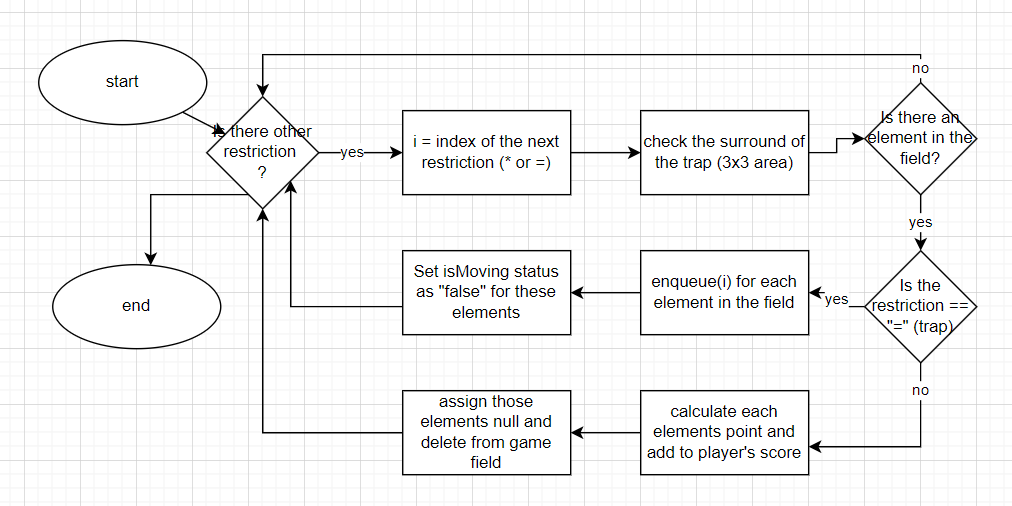 start
Is there other
restriction
?
yes
i = index of the next
restriction (* or =)
check the surround of
the trap (3x3 area)
no
Is there an
element in the
field?
yes
end
Set isMoving status
as "false" for these
elements
enqueue(i) for each
element in the field
yes
Is the
restriction ==
"=" (trap)
no
assign those
elements null and
delete from game
field
calculate each
elements point and
add to player's score